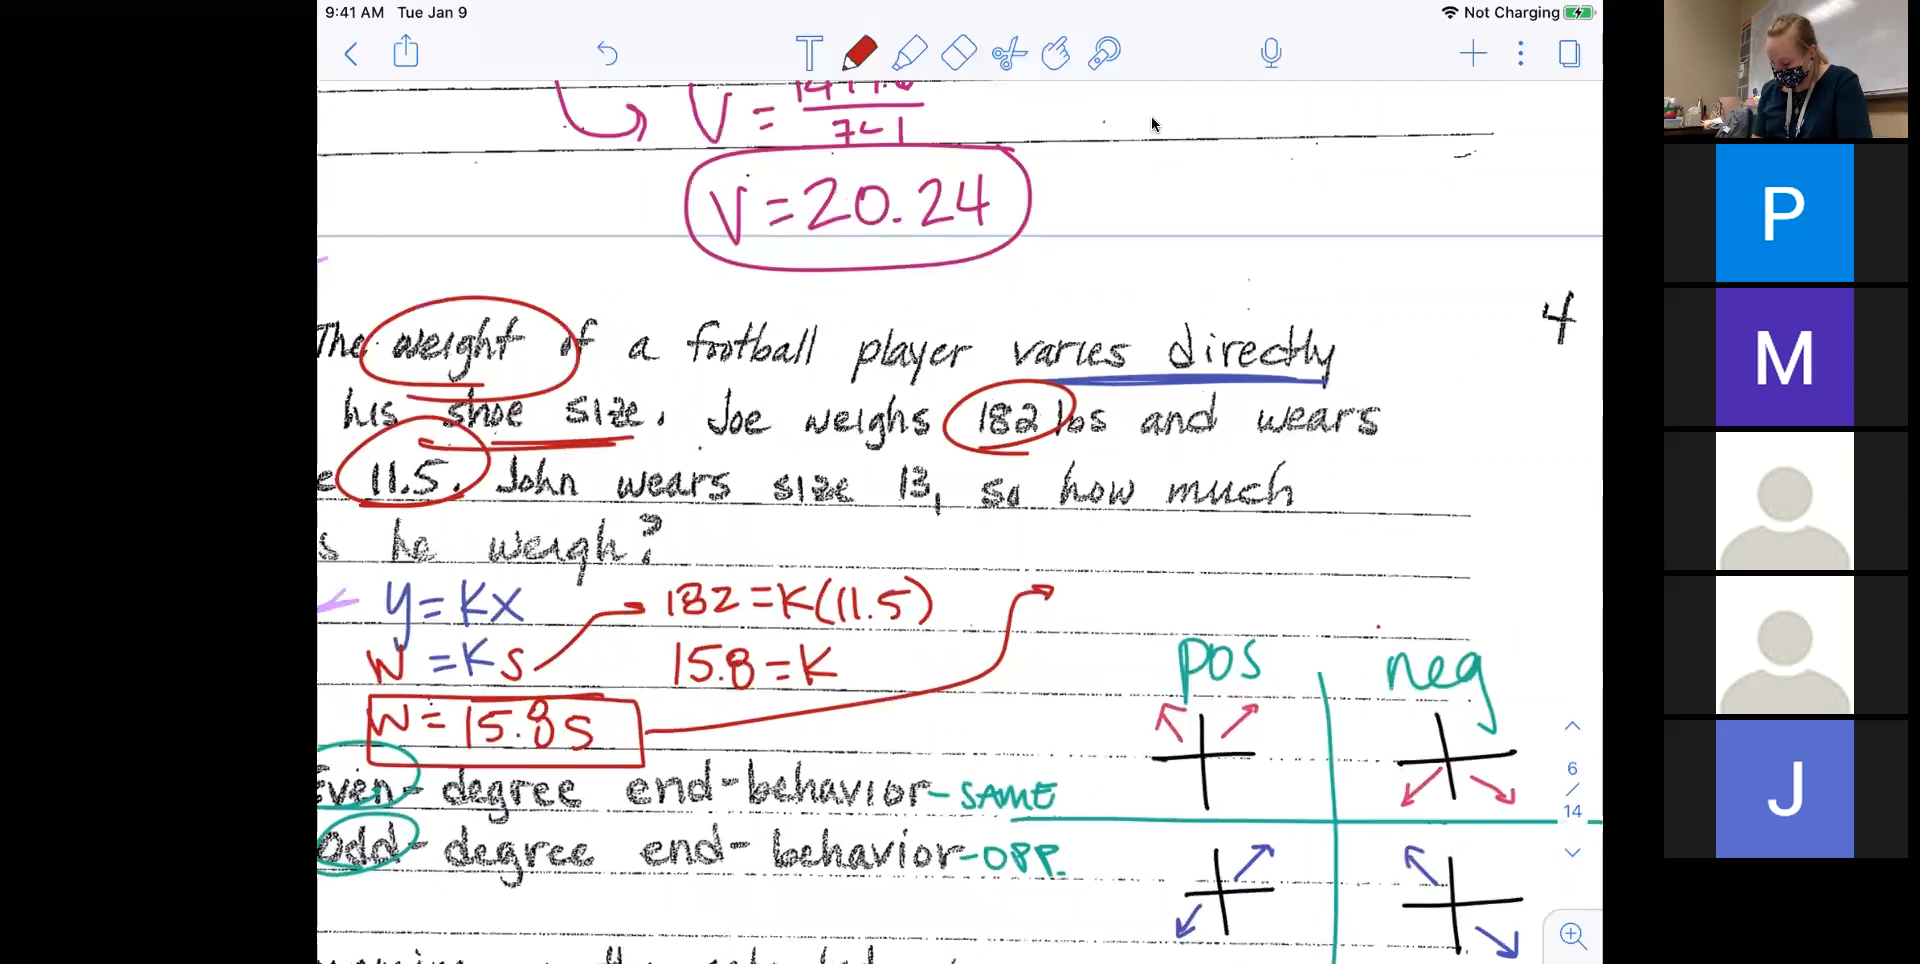 9:41 AM Tue Jan 9
Not Charging
T
V =
741
V = 20.24
The weight of a football player varies directly
4
his shoe size. Joe weighs 182 lbs and wears
e 11.5. John wears size 13, so how much
s he weigh?
y = Kx
182 = K(11.5)
W = KS
15.8 = K
W = 15.8S
pos
neg
Even- degree end-behavior - SAME
Odd- degree end-behavior - OPP.
6
/
14
P
M
J